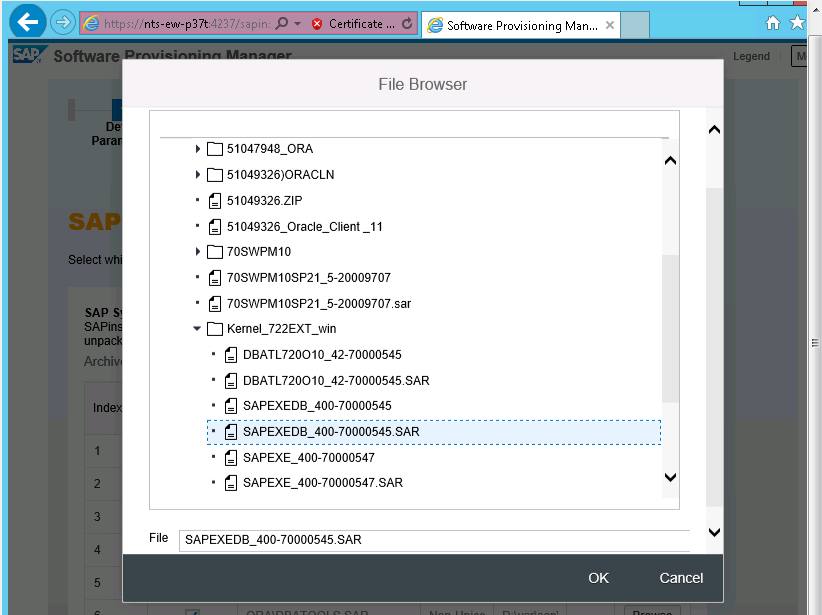 https://nts-ew-p37t:4237/sapin:
Certificate ...
Software Provisioning Man...
SAP Software Provisioning Manager
Legend
File Browser
De
Parar
SAP
Select whi
SAP Sy
SAPins
unpack
Archiv
Index
1
2
3
4
5
6
51047948_ORA
51049326)ORACLN
51049326.ZIP
51049326_Oracle_Client _11
70SWPM10
70SWPM10SP21_5-20009707
70SWPM10SP21_5-20009707.sar
Kernel_722EXT_win
DBATL720O10_42-70000545
DBATL720O10_42-70000545.SAR
SAPEXEDB_400-70000545
SAPEXEDB_400-70000545.SAR
SAPEXE_400-70000547
SAPEXE_400-70000547.SAR
File SAPEXEDB_400-70000545.SAR
OK Cancel